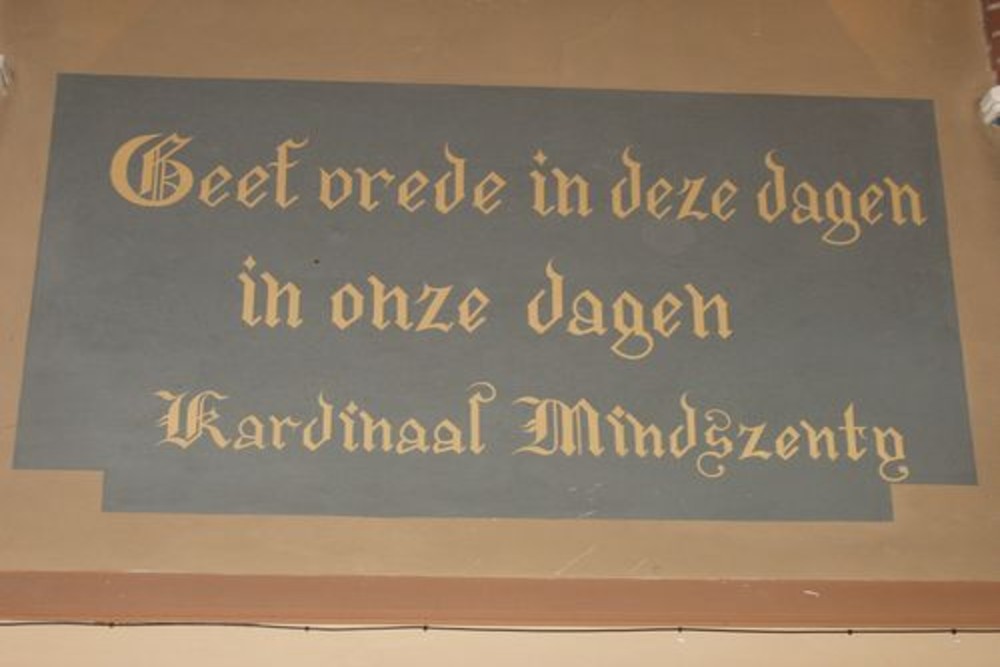 Geef vrede in deze dagen
in onze dagen
Kardinaal Mindszenty